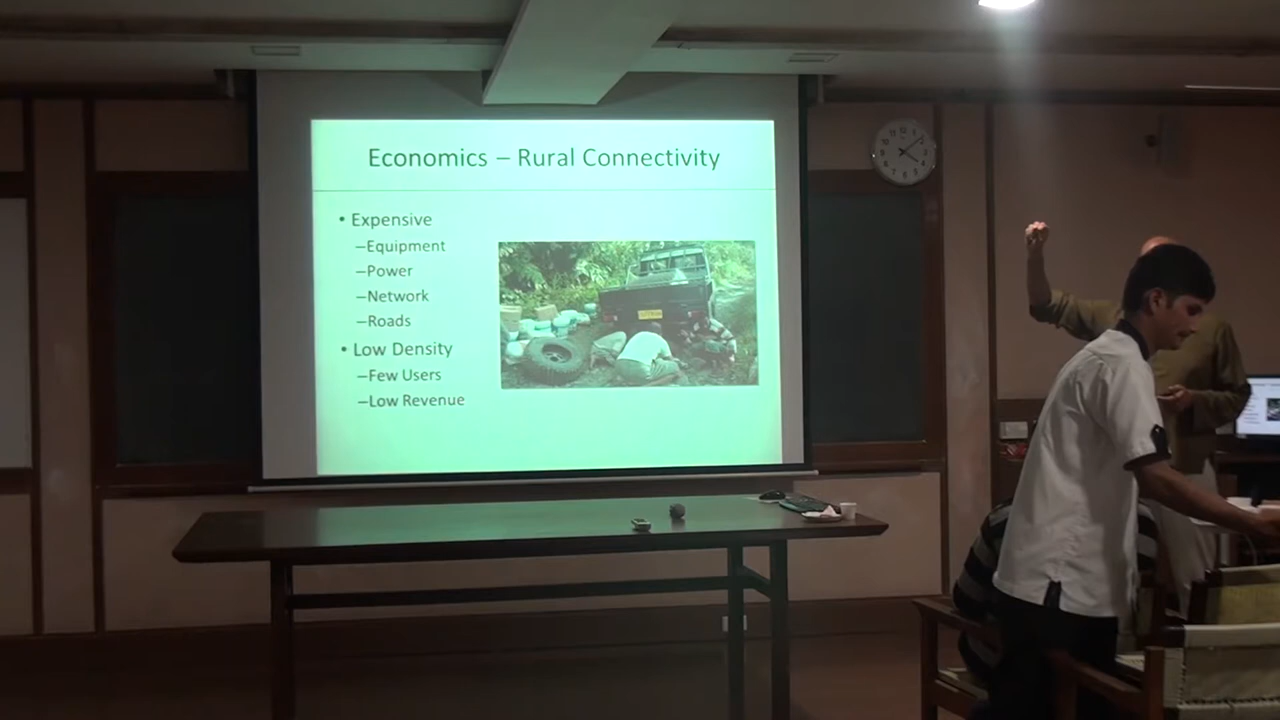 Economics – Rural Connectivity
• Expensive
–Equipment
–Power
–Network
–Roads
• Low Density
–Few Users
–Low Revenue